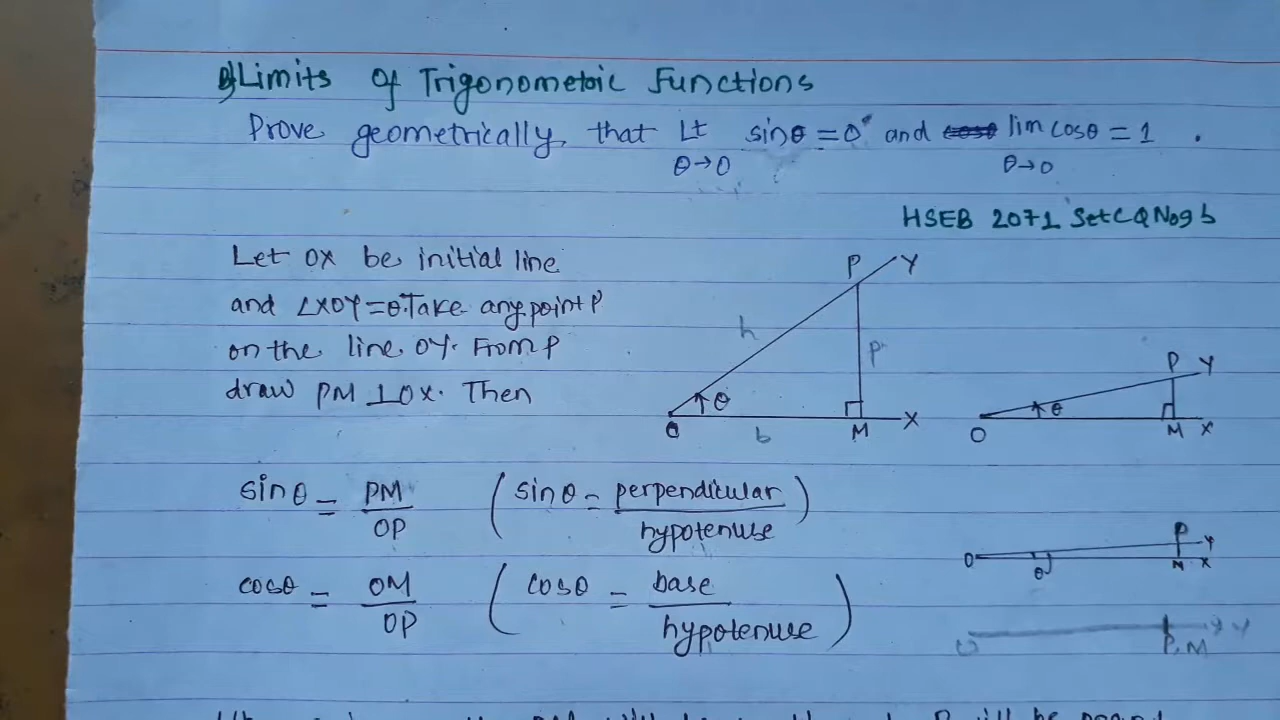 Limits Of Trigonometric Functions
Prove geometrically that Lt sinθ = 0 and lim cosθ = 1 .
θ→0 θ→0
HSEB 2071 Set C Q No 9 b
Let OX be initial line
and ∠XOY = θ. Take any point P
on the line OY. From P
draw PM ⊥ OX. Then
P Y
h
p
θ
O b M X
P Y
θ
O M X
sinθ = PM/OP ( sinθ = perpendicular/hypotenuse )
P
O θ M X Y
cosθ = OM/OP ( cosθ = base/hypotenuse )
O P,M X Y